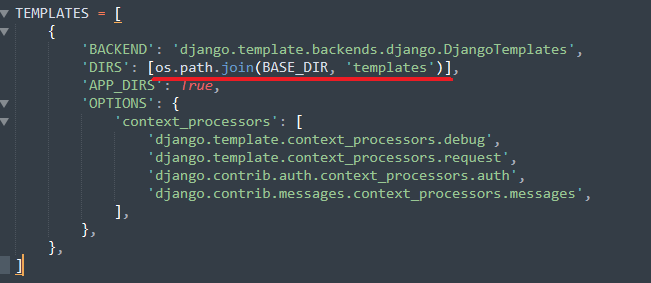 TEMPLATES = [
    {
        'BACKEND': 'django.template.backends.django.DjangoTemplates',
        'DIRS': [os.path.join(BASE_DIR, 'templates')],
        'APP_DIRS': True,
        'OPTIONS': {
            'context_processors': [
                'django.template.context_processors.debug',
                'django.template.context_processors.request',
                'django.contrib.auth.context_processors.auth',
                'django.contrib.messages.context_processors.messages',
            ],
        },
    },
]